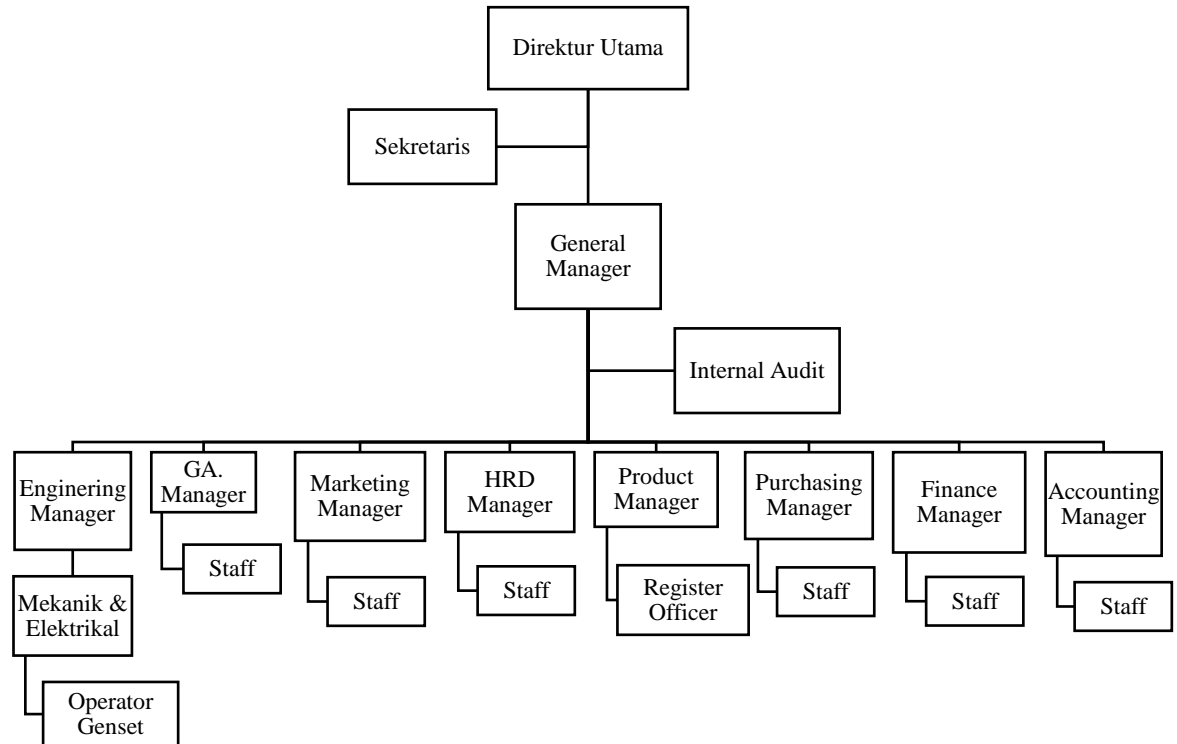 Direktur Utama
Sekretaris
General
Manager
Internal Audit
Enginering
Manager
GA.
Manager
Marketing
Manager
HRD
Manager
Product
Manager
Purchasing
Manager
Finance
Manager
Accounting
Manager
Staff
Staff
Staff
Register
Officer
Staff
Staff
Staff
Mekanik &
Elektrikal
Operator
Genset